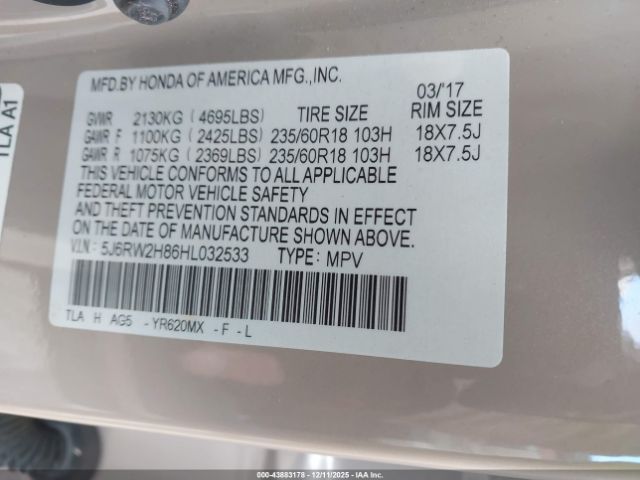 TLA A1
MFD.BY HONDA OF AMERICA MFG.,INC. 03/'17
GVWR 2130KG ( 4695LBS) TIRE SIZE RIM SIZE
GAWR F 1100KG ( 2425LBS) 235/60R18 103H 18X7.5J
GAWR R 1075KG ( 2369LBS) 235/60R18 103H 18X7.5J
THIS VEHICLE CONFORMS TO ALL APPLICABLE
FEDERAL MOTOR VEHICLE SAFETY
AND THEFT PREVENTION STANDARDS IN EFFECT
ON THE DATE OF MANUFACTURE SHOWN ABOVE.
V.I.N.: 5J6RW2H86HL032533 TYPE: MPV
TLA H AG5 -YR620MX -F-L
000-43883178 - 12/11/2025 - IAA Inc.